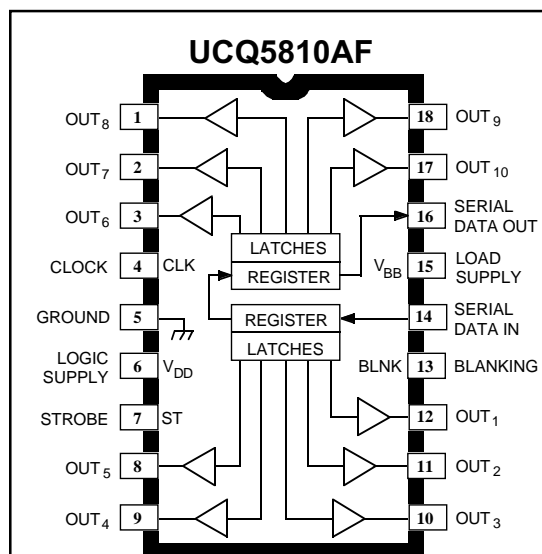 UCQ5810AF
OUT8 1 18 OUT9
OUT7 2 17 OUT10
OUT6 3 16 SERIAL DATA OUT
LATCHES
CLOCK 4 CLK REGISTER VBB 15 LOAD SUPPLY
GROUND 5 REGISTER 14 SERIAL DATA IN
LATCHES
LOGIC SUPPLY 6 VDD BLNK 13 BLANKING
STROBE 7 ST 12 OUT1
OUT5 8 11 OUT2
OUT4 9 10 OUT3